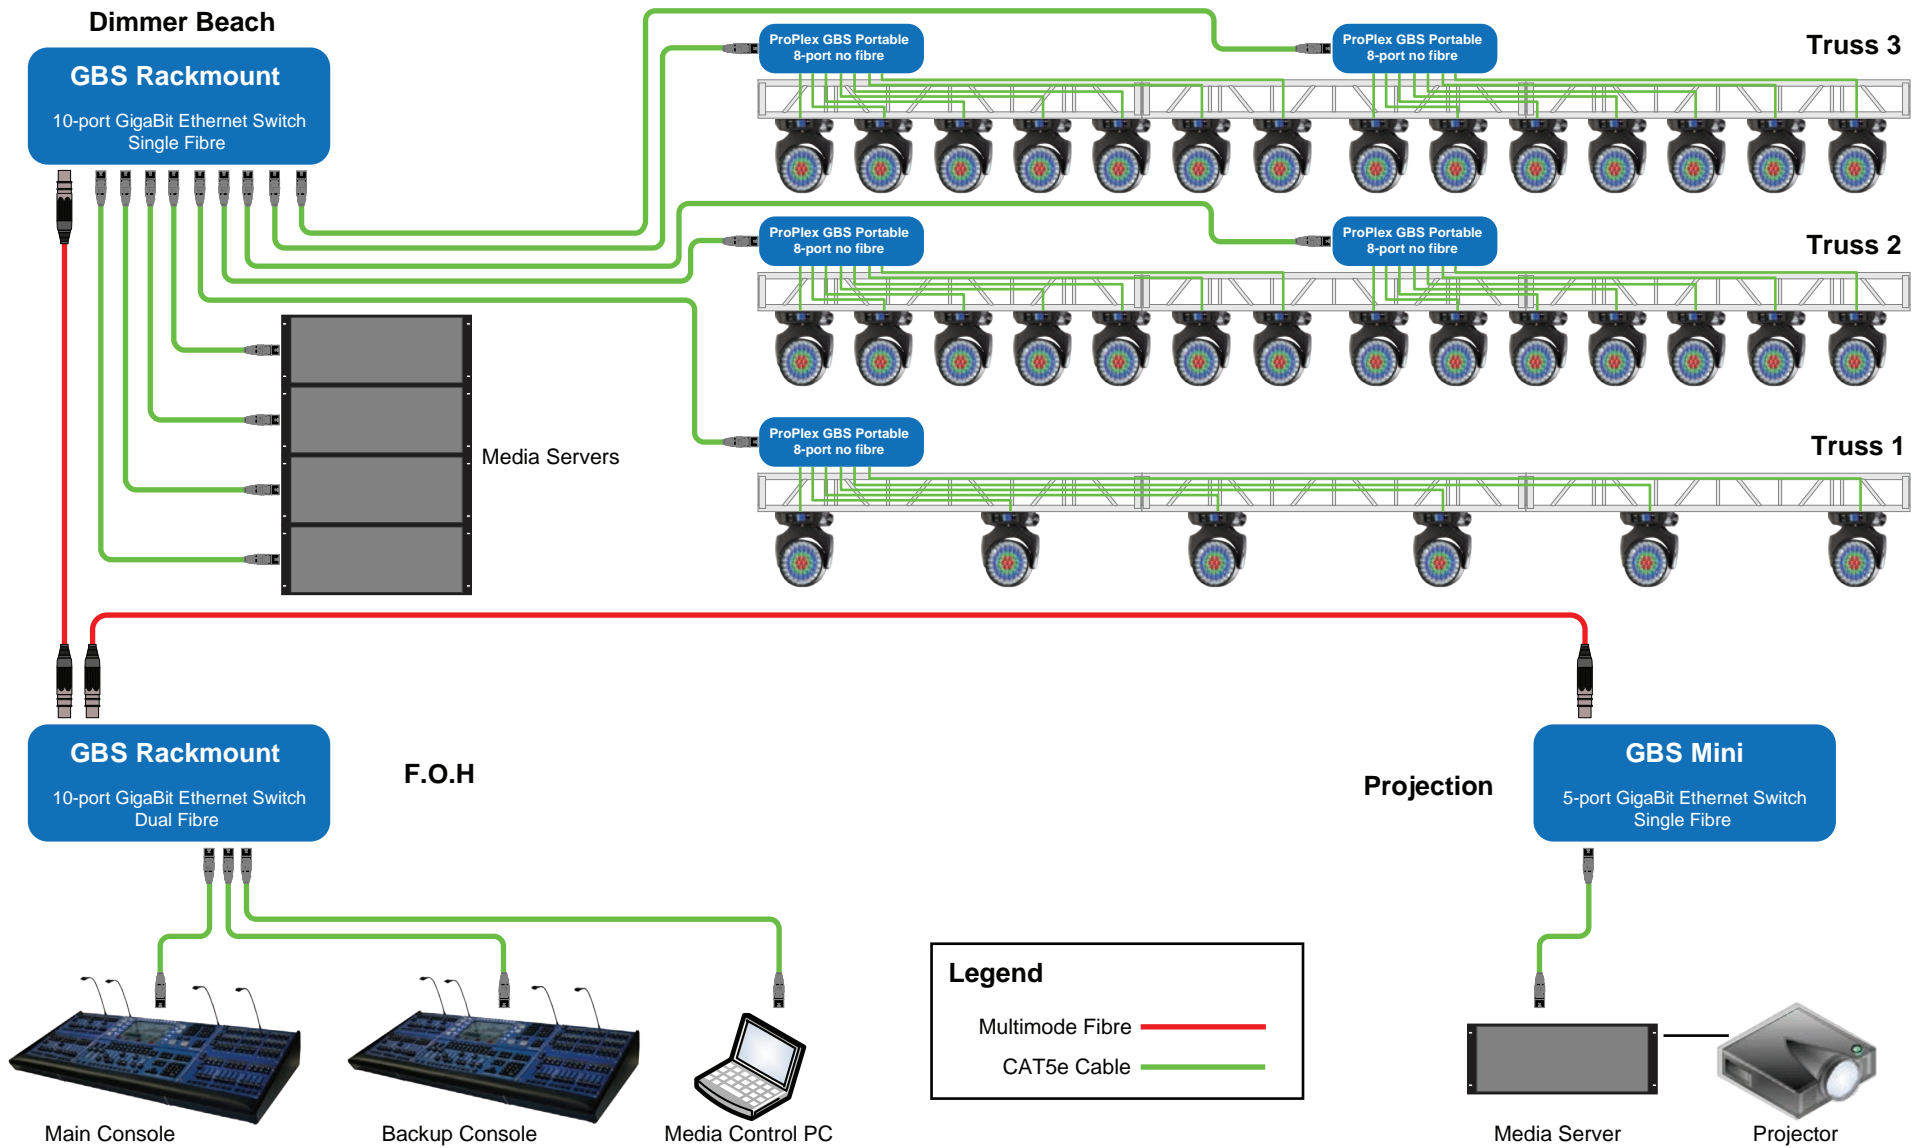 Dimmer Beach
GBS Rackmount
10-port GigaBit Ethernet Switch
Single Fibre
ProPlex GBS Portable
8-port no fibre
ProPlex GBS Portable
8-port no fibre
Truss 3
ProPlex GBS Portable
8-port no fibre
ProPlex GBS Portable
8-port no fibre
Truss 2
ProPlex GBS Portable
8-port no fibre
Truss 1
Media Servers
GBS Rackmount
10-port GigaBit Ethernet Switch
Dual Fibre
F.O.H
Projection
GBS Mini
5-port GigaBit Ethernet Switch
Single Fibre
Legend
Multimode Fibre
CAT5e Cable
Main Console
Backup Console
Media Control PC
Media Server
Projector